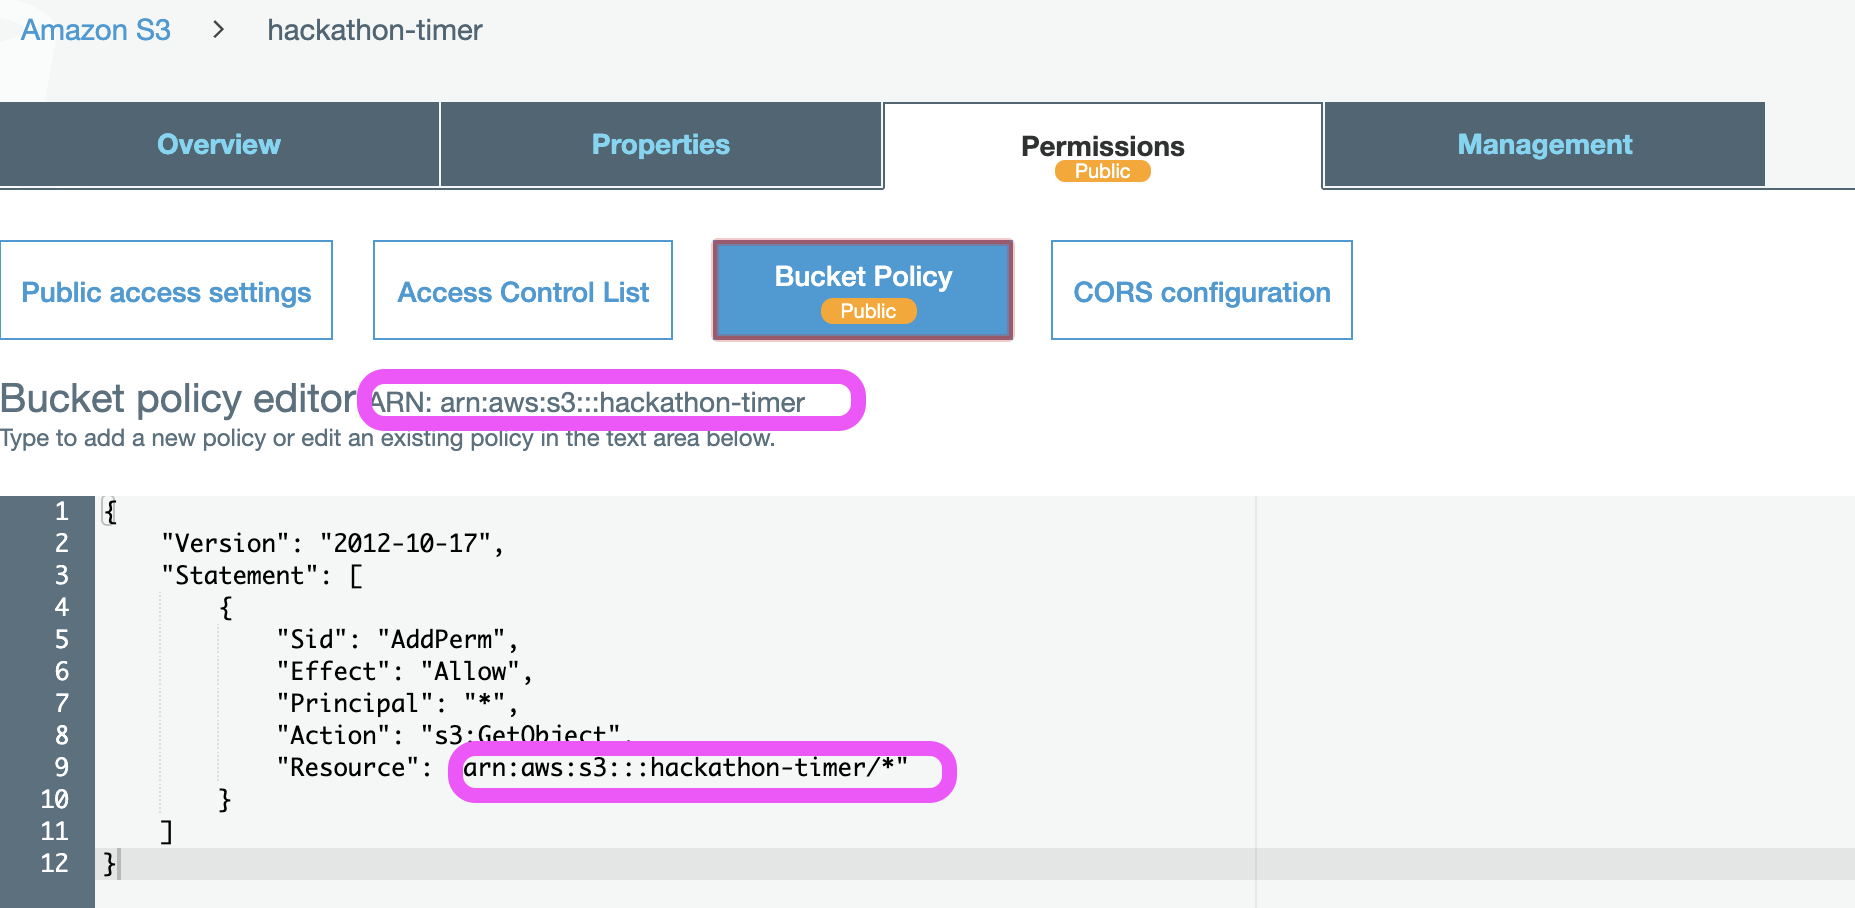 Amazon S3 > hackathon-timer
Overview Properties Permissions Management
Public
Public access settings Access Control List Bucket Policy CORS configuration
Public
Bucket policy editor ARN: arn:aws:s3:::hackathon-timer
Type to add a new policy or edit an existing policy in the text area below.
1 {
2 "Version": "2012-10-17",
3 "Statement": [
4 {
5 "Sid": "AddPerm",
6 "Effect": "Allow",
7 "Principal": "*",
8 "Action": "s3:GetObject",
9 "Resource": arn:aws:s3:::hackathon-timer/*"
10 }
11 ]
12 }